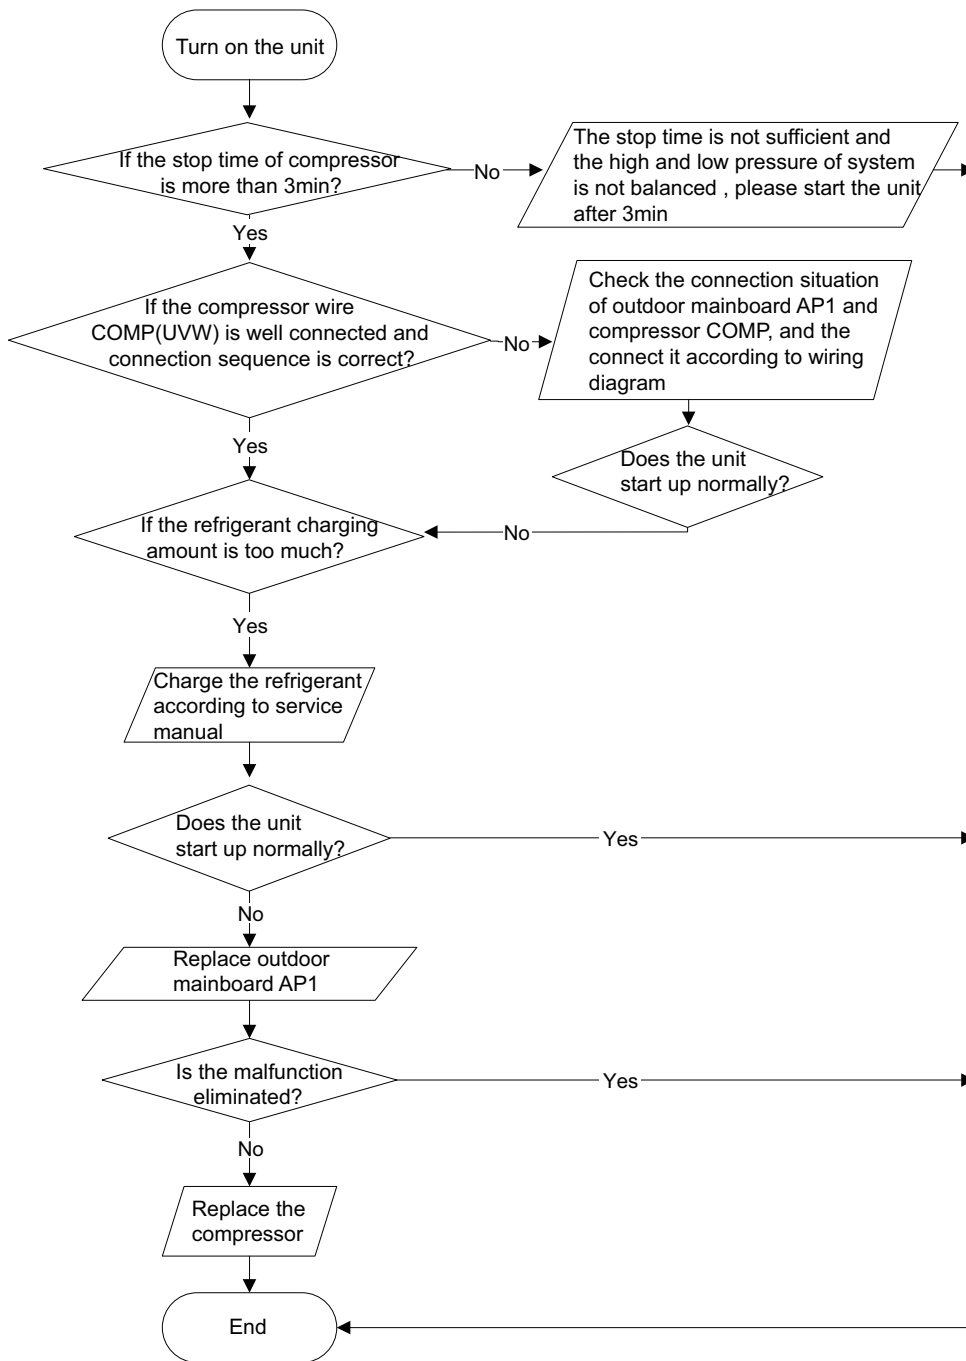 Turn on the unit
If the stop time of compressor
is more than 3min?
No
The stop time is not sufficient and
the high and low pressure of system
is not balanced , please start the unit
after 3min
Yes
If the compressor wire
COMP(UVW) is well connected and
connection sequence is correct?
No
Check the connection situation
of outdoor mainboard AP1 and
compressor COMP, and the
connect it according to wiring
diagram
Yes
Does the unit
start up normally?
If the refrigerant charging
amount is too much?
No
Yes
Charge the refrigerant
according to service
manual
Does the unit
start up normally?
Yes
No
Replace outdoor
mainboard AP1
Is the malfunction
eliminated?
Yes
No
Replace the
compressor
End